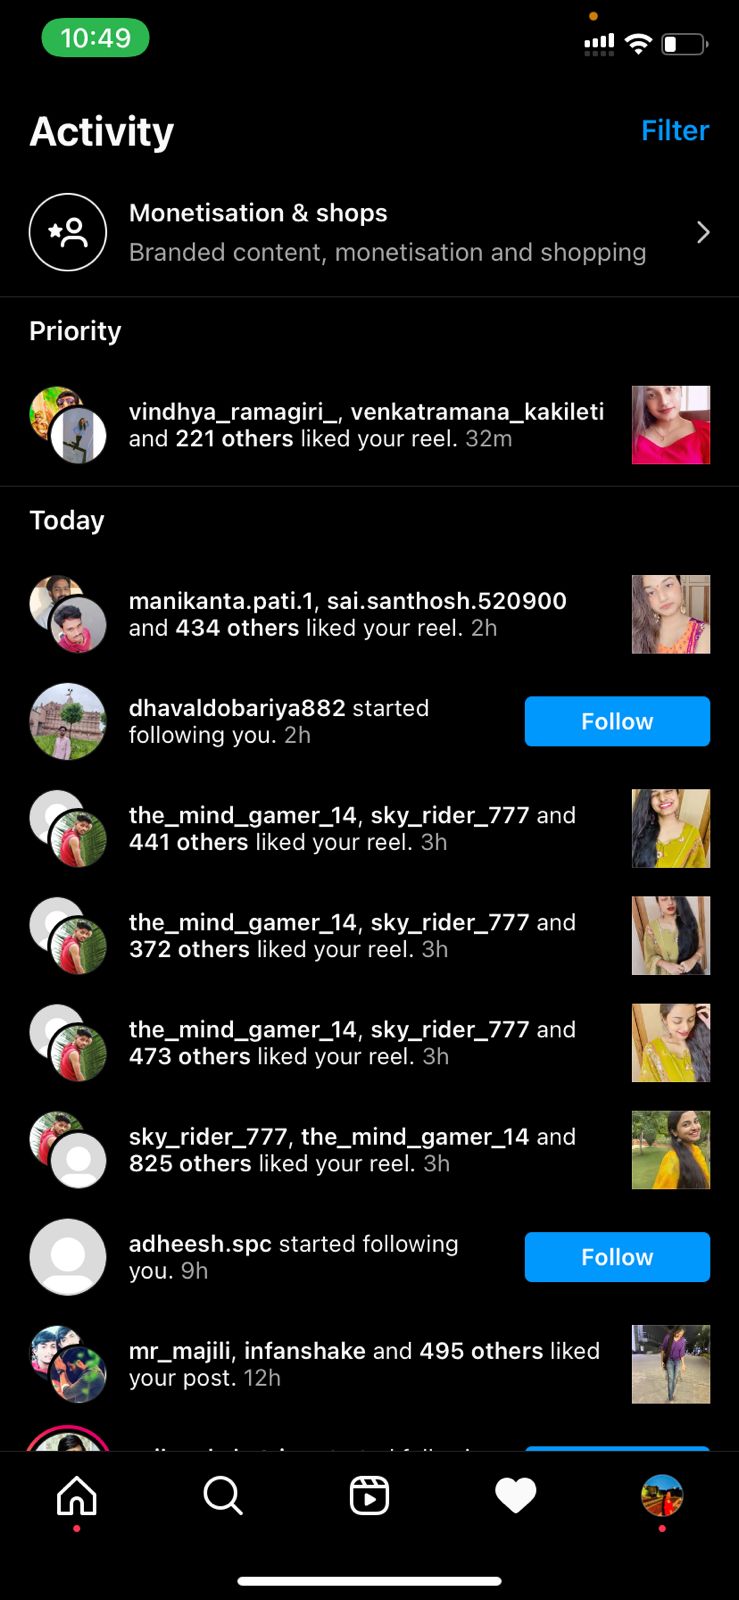 10:49
Activity
Filter
Monetisation & shops
Branded content, monetisation and shopping
Priority
vindhya_ramagiri_, venkatramana_kakileti
and 221 others liked your reel. 32m
Today
manikanta.pati.1, sai.santhosh.520900
and 434 others liked your reel. 2h
dhavaldobariya882 started
following you. 2h
Follow
the_mind_gamer_14, sky_rider_777 and
441 others liked your reel. 3h
the_mind_gamer_14, sky_rider_777 and
372 others liked your reel. 3h
the_mind_gamer_14, sky_rider_777 and
473 others liked your reel. 3h
sky_rider_777, the_mind_gamer_14 and
825 others liked your reel. 3h
adheesh.spc started following
you. 9h
Follow
mr_majili, infanshake and 495 others liked
your post. 12h